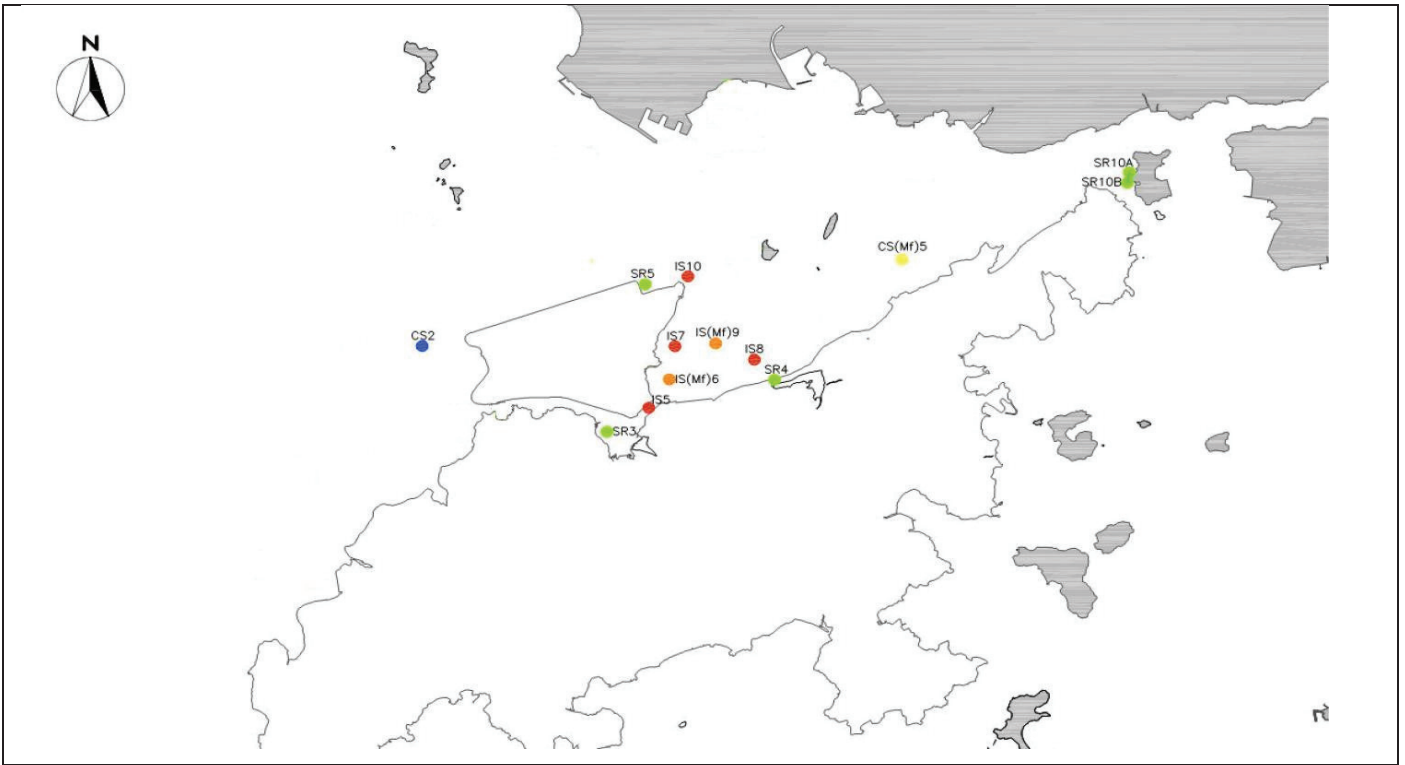 N
SR10A
SR10B
CS(Mf)5
IS10
SR5
CS2
IS7
IS(Mf)9
IS8
SR4
IS(Mf)6
IS5
SR3